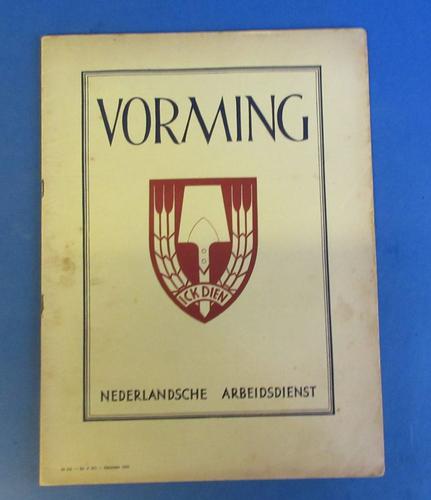 VORMING
ICK DIEN
NEDERLANDSCHE ARBEIDSDIENST